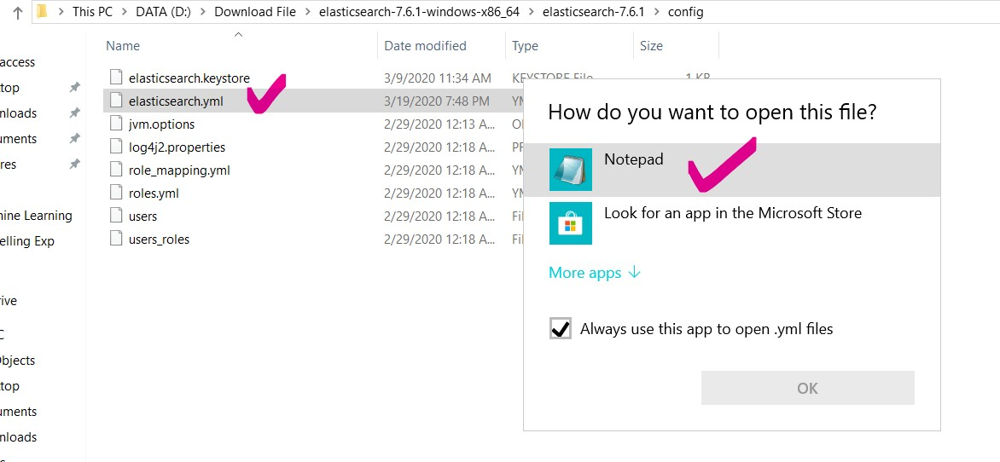 This PC > DATA (D:) > Download File > elasticsearch-7.6.1-windows-x86_64 > elasticsearch-7.6.1 > config
Name Date modified Type Size
elasticsearch.keystore 3/9/2020 11:34 AM KEYSTORE File 1 KB
elasticsearch.yml 3/19/2020 7:48 PM YM
jvm.options 2/29/2020 12:13 A...
log4j2.properties 2/29/2020 12:18 A...
role_mapping.yml 2/29/2020 12:18 A... YM
roles.yml 2/29/2020 12:18 A... YM
users 2/29/2020 12:18 A... Fil
users_roles 2/29/2020 12:18 A... Fil
access
top
nloads
uments
res
hine Learning
elling Exp
rive
C
Objects
top
uments
nloads
How do you want to open this file?
Notepad
Look for an app in the Microsoft Store
More apps
Always use this app to open .yml files
OK